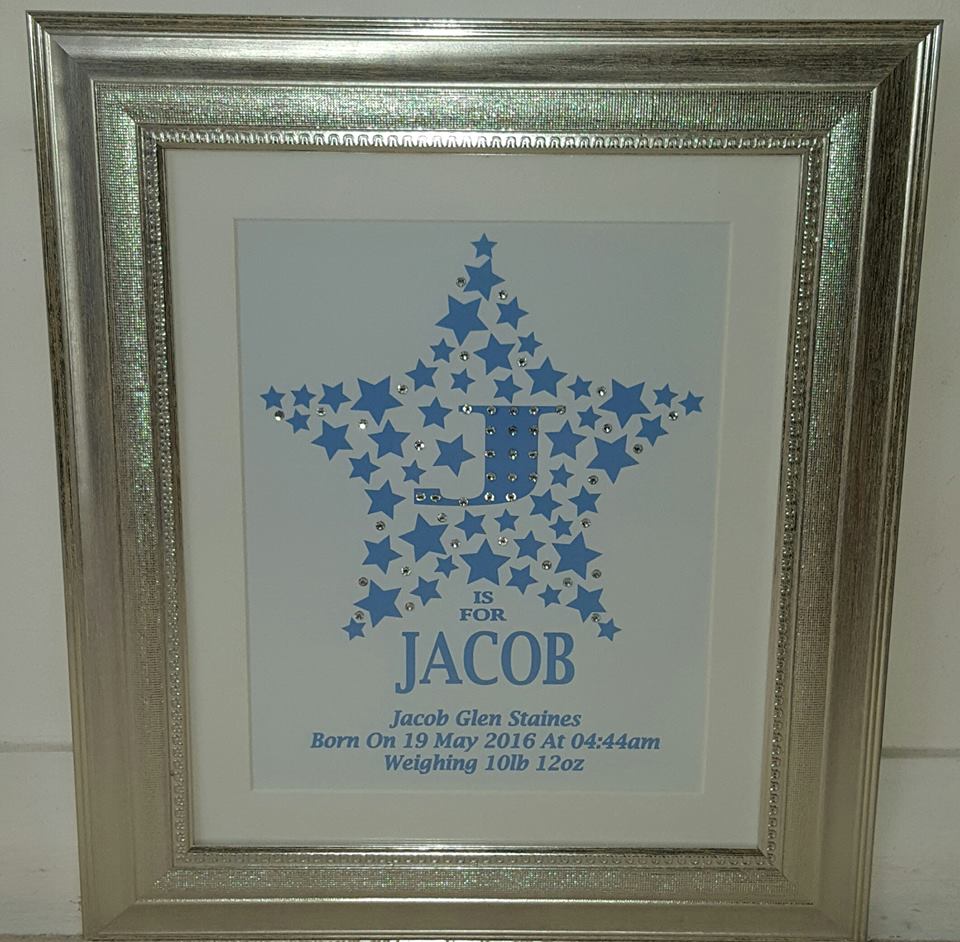 J
IS
FOR
JACOB
Jacob Glen Staines
Born On 19 May 2016 At 04:44am
Weighing 10lb 12oz